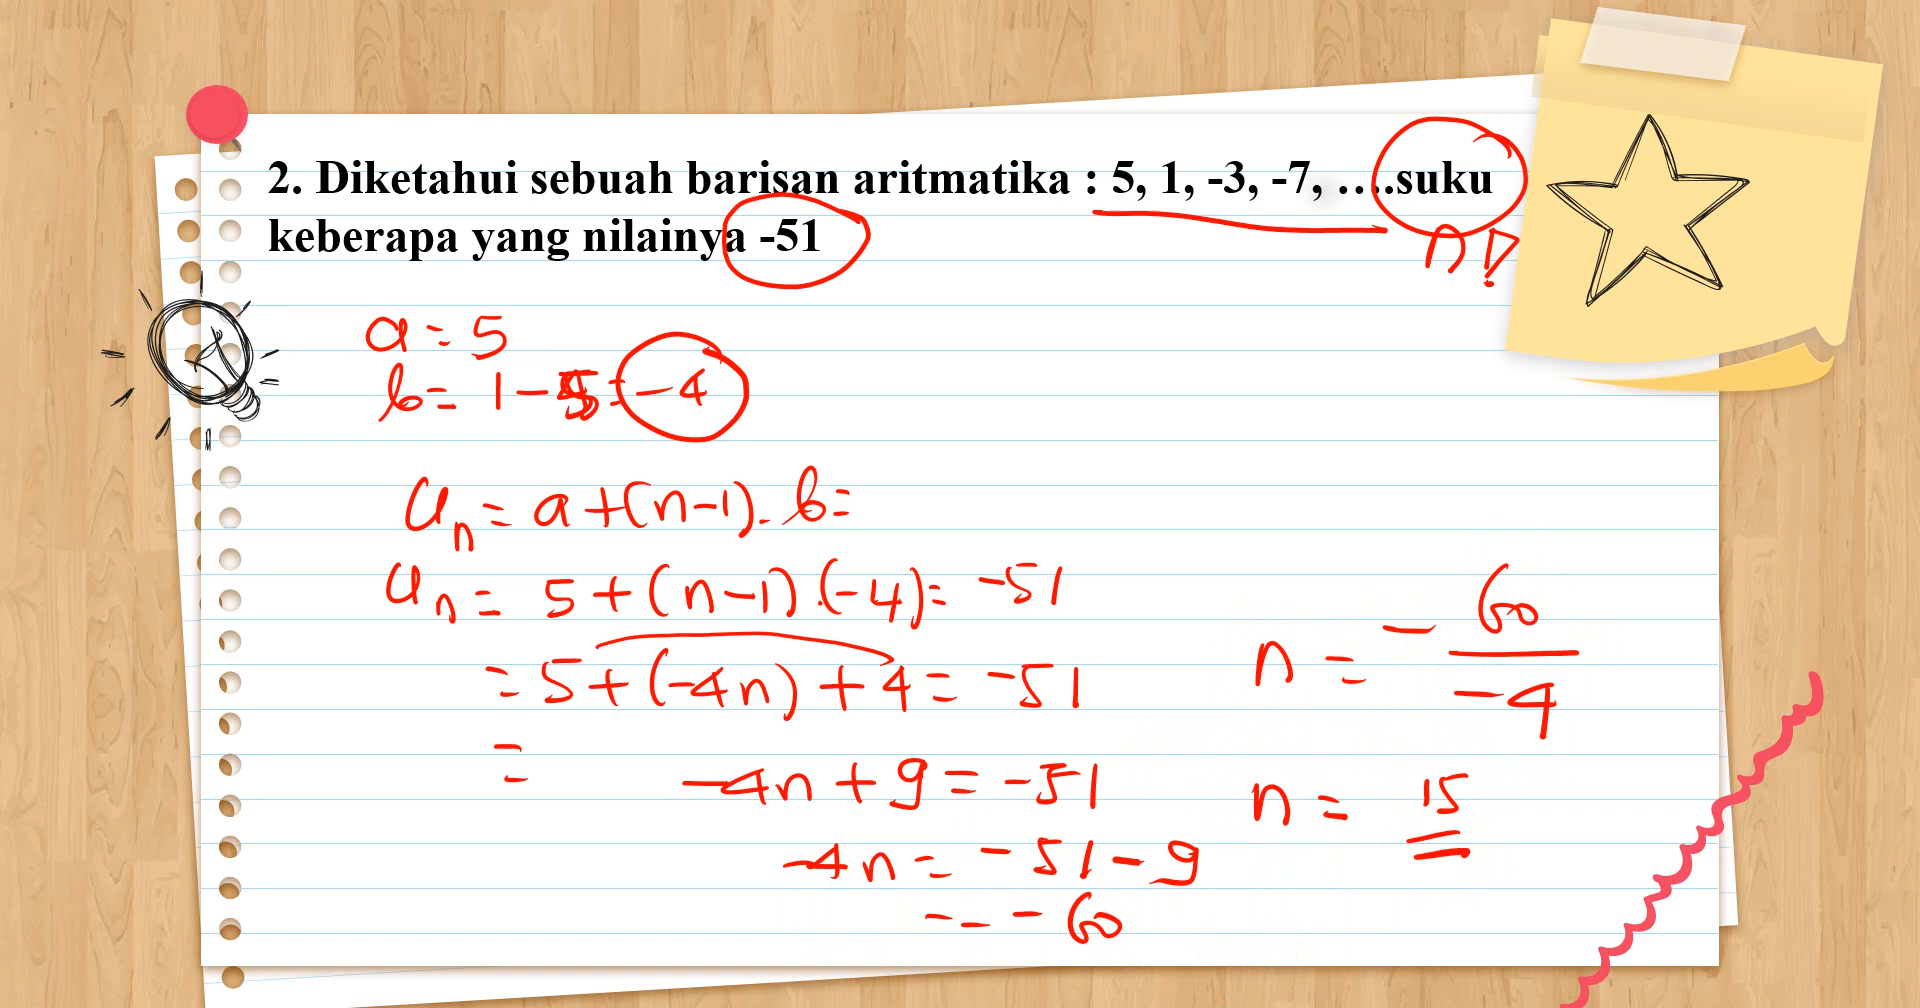 2. Diketahui sebuah barisan aritmatika : 5, 1, -3, -7, ….suku
keberapa yang nilainya -51
n ?
a = 5
b = 1 - 5 = -4
Un = a + (n-1). b =
Un = 5 + (n-1) (-4) = -51
= 5 + (-4n) + 4 = -51
=
-4n + 9 = -51
-4n = -51 - 9
= - 60
n = - 60 / -4
n = 15